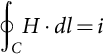 ∮_C H · dl = i